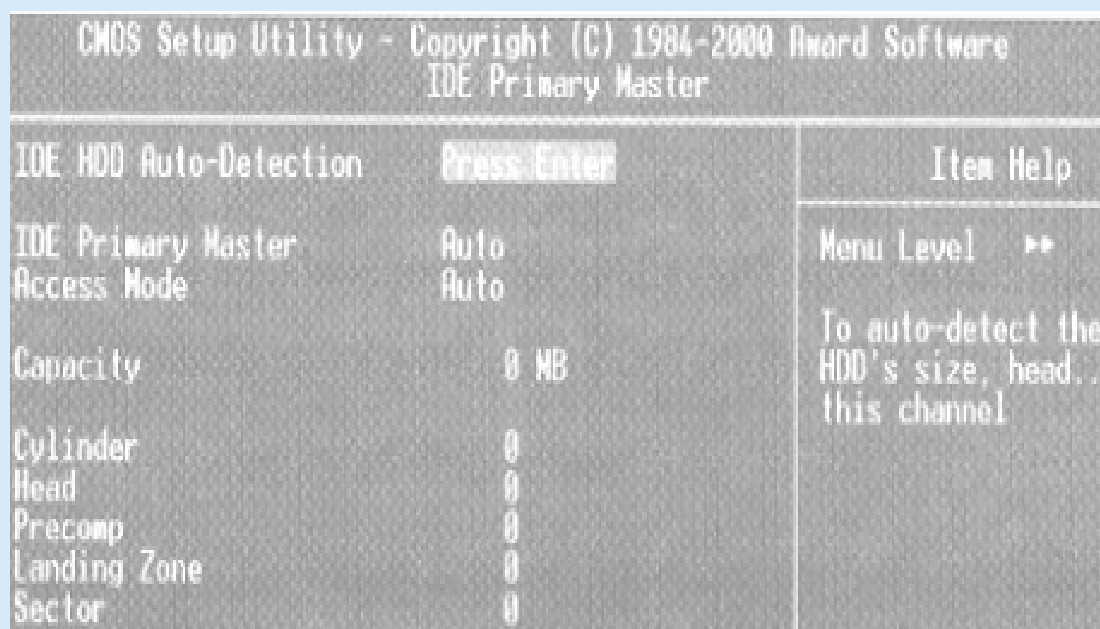 CMOS Setup Utility - Copyright (C) 1984-2000 Award Software
IDE Primary Master
IDE HDD Auto-Detection Press Enter
Item Help
IDE Primary Master Auto
Menu Level ►►
Access Mode Auto
To auto-detect the
Capacity 0 MB
HDD's size, head..
this channel
Cylinder 0
Head 0
Precomp 0
Landing Zone 0
Sector 0